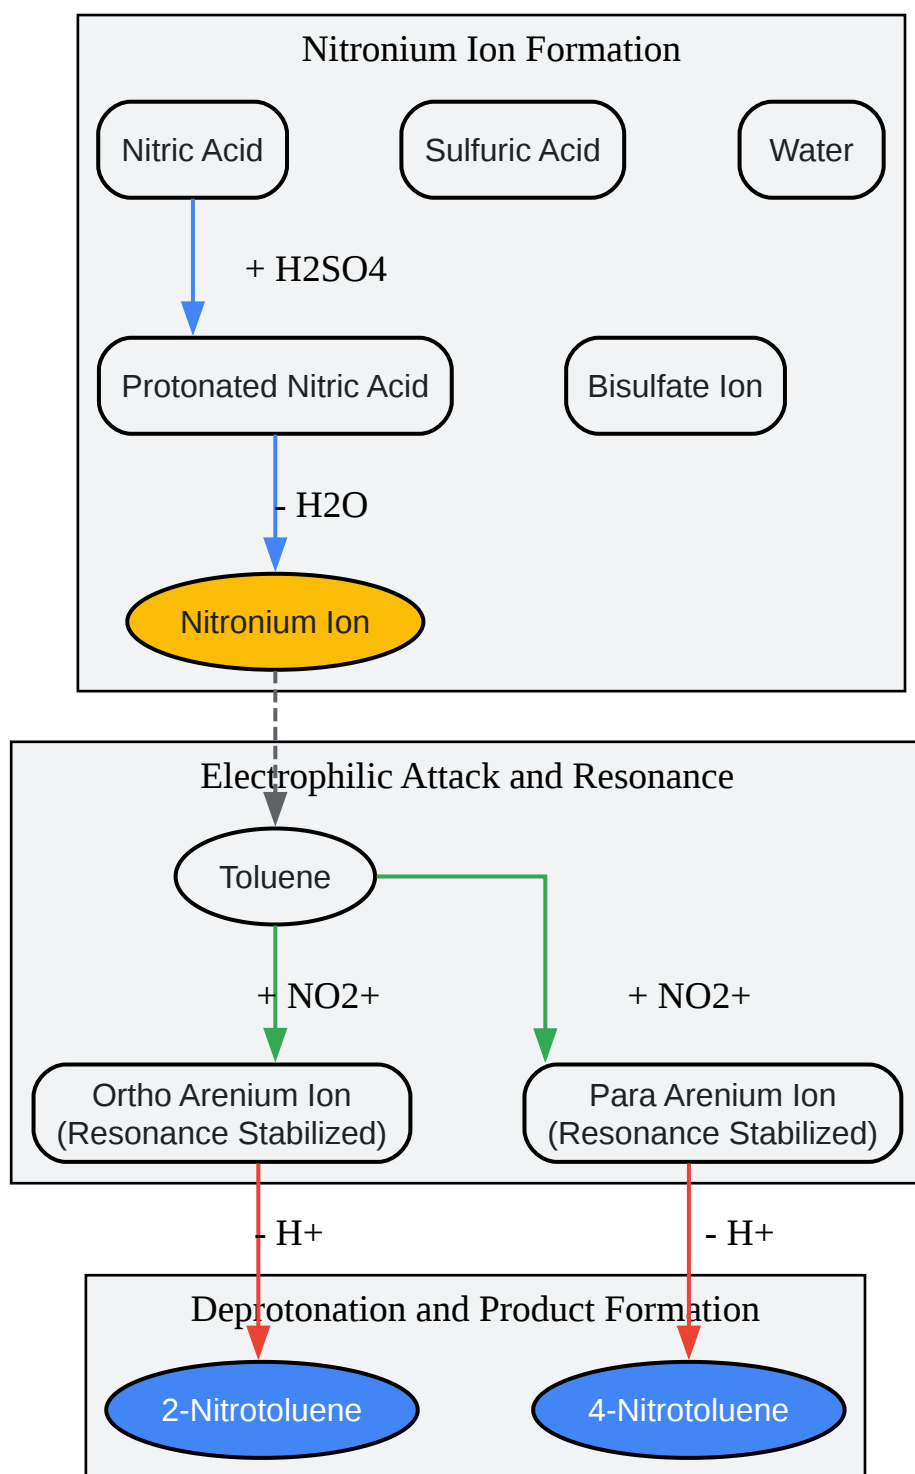 Nitronium Ion Formation
Nitric Acid
Sulfuric Acid
Water
+ H2SO4
Protonated Nitric Acid
Bisulfate Ion
- H2O
Nitronium Ion
Electrophilic Attack and Resonance
Toluene
+ NO2+
+ NO2+
Ortho Arenium Ion
(Resonance Stabilized)
Para Arenium Ion
(Resonance Stabilized)
- H+
- H+
Deprotonation and Product Formation
2-Nitrotoluene
4-Nitrotoluene